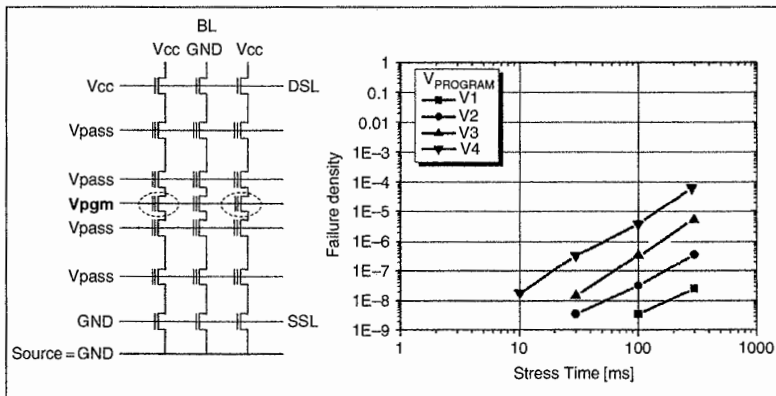 BL
Vcc GND Vcc
Vcc DSL
Vpass
Vpass
Vpgm
Vpass
Vpass
GND SSL
Source = GND
Failure density
1
0.1
0.01
1E−3
1E−4
1E−5
1E−6
1E−7
1E−8
1E−9
VPROGRAM
V1
V2
V3
V4
1 10 100 1000
Stress Time [ms]